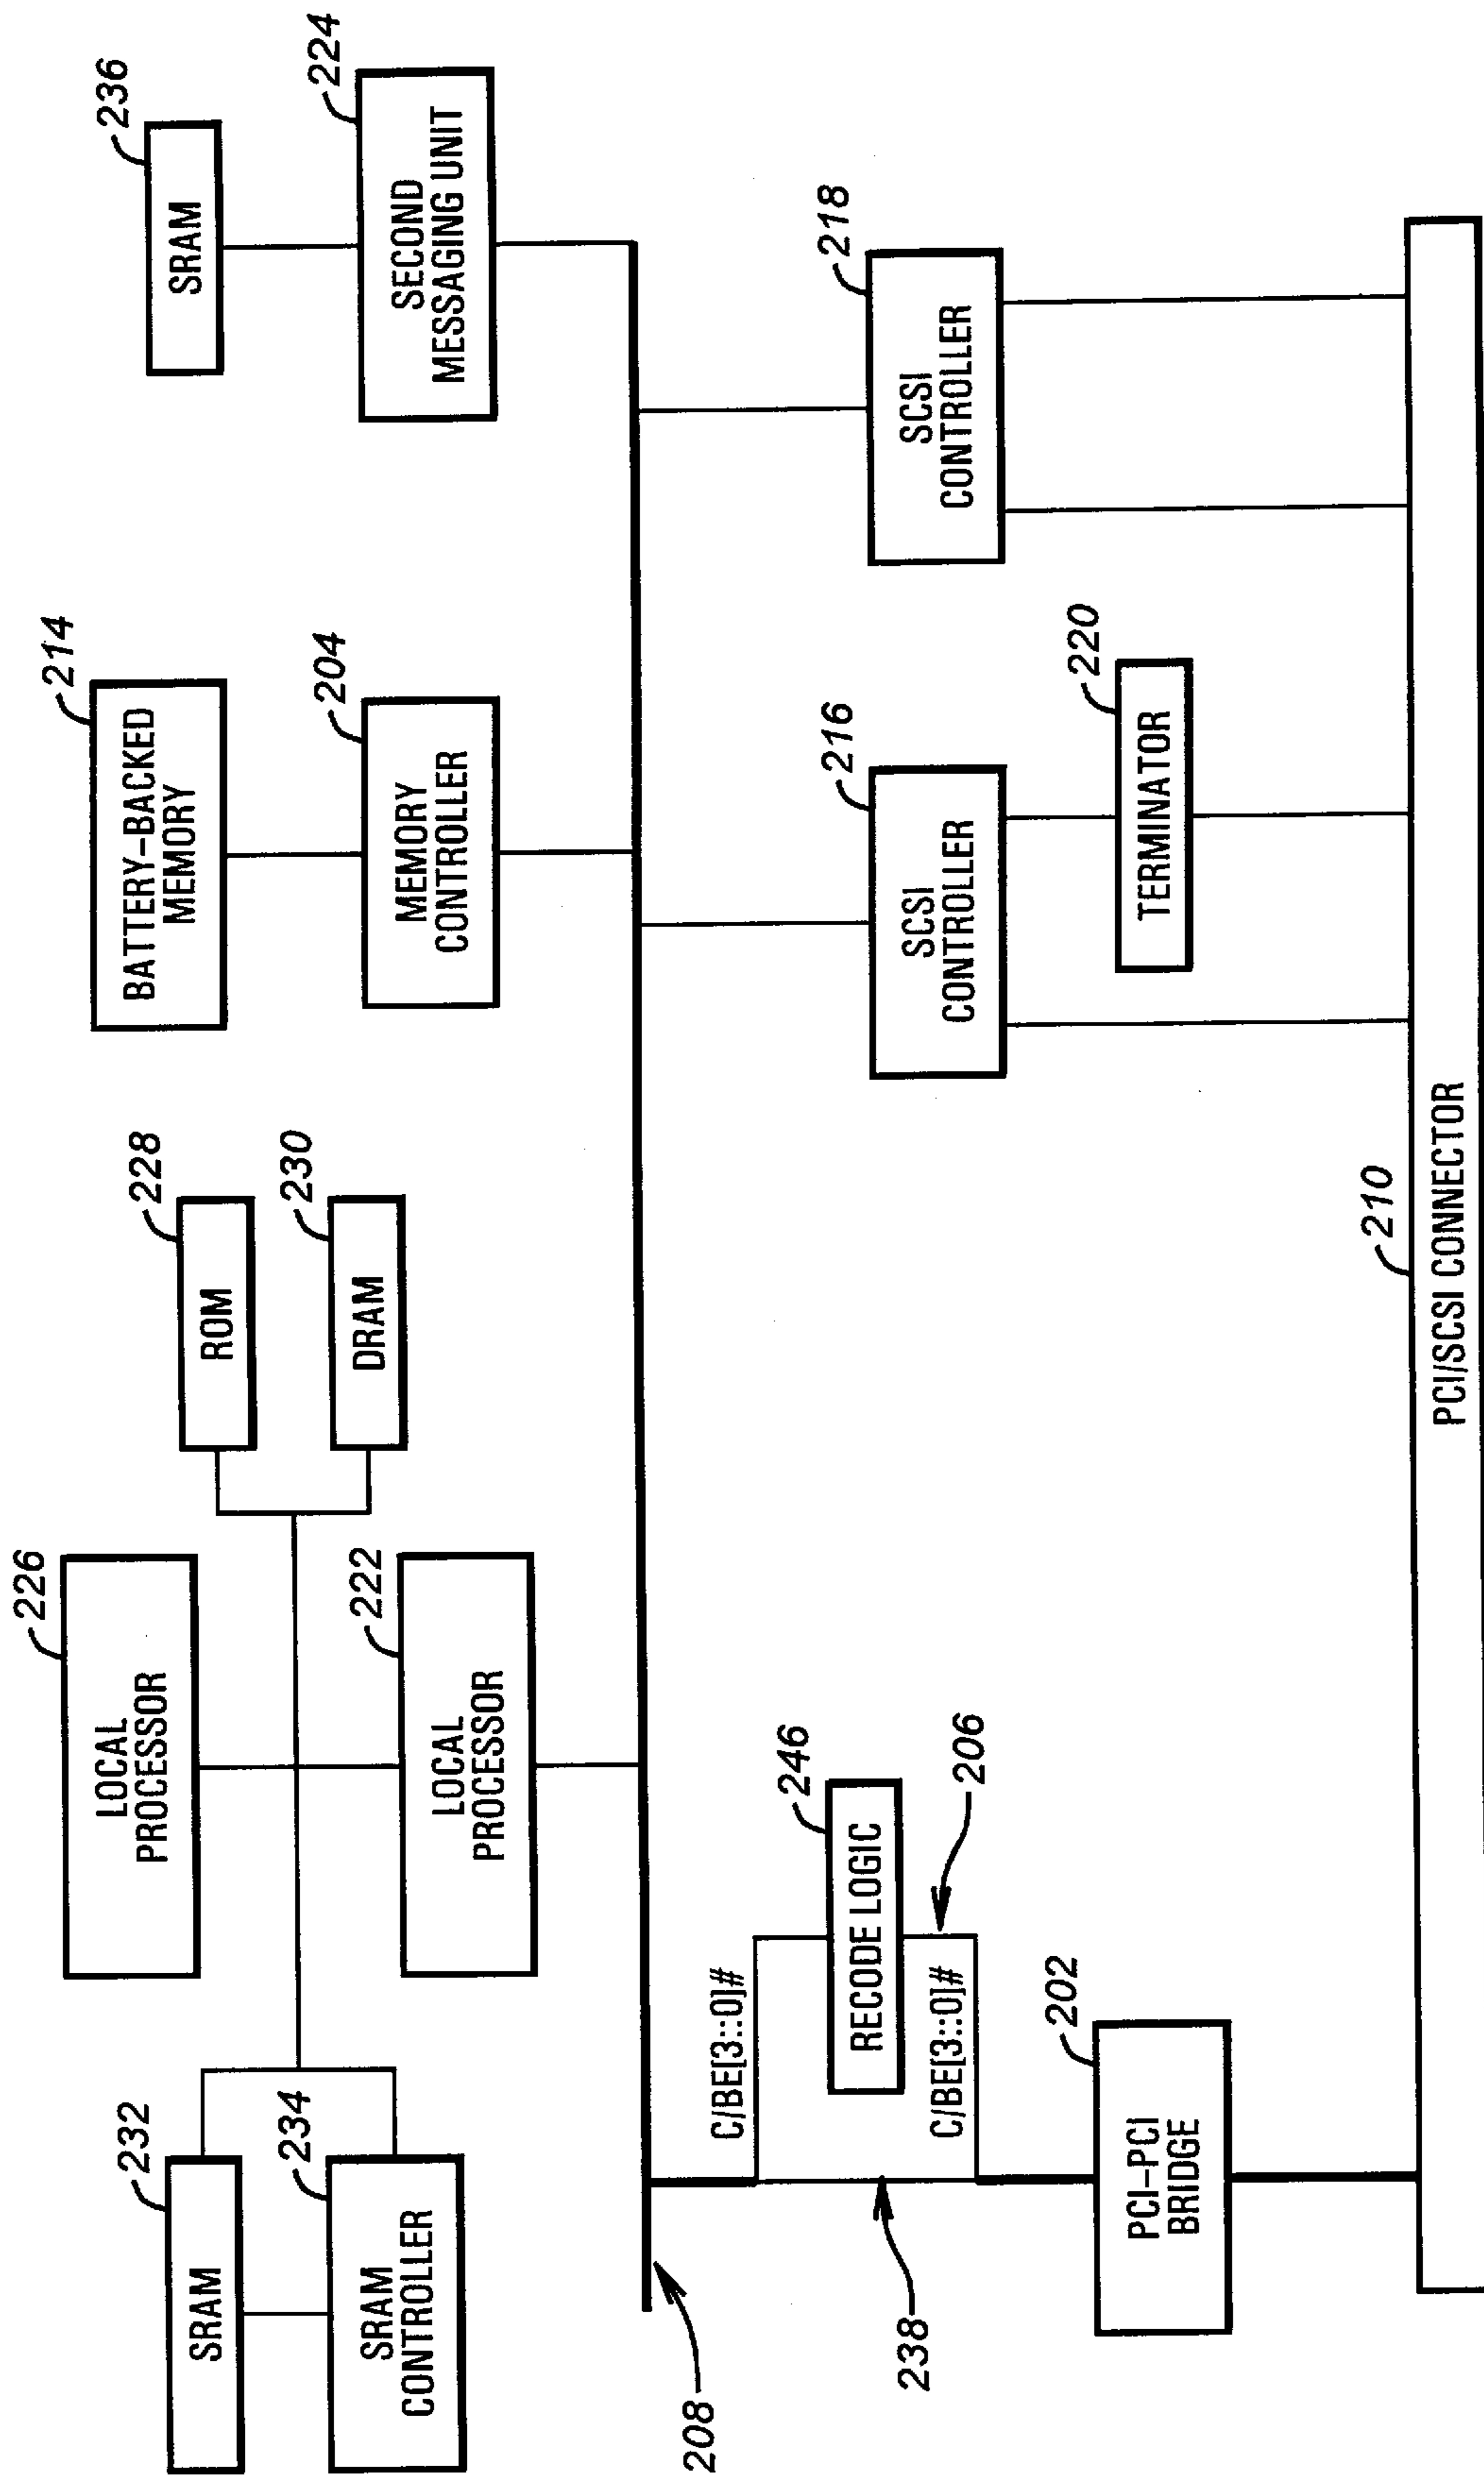 226
LOCAL
PROCESSOR
232
SRAM
234
SRAM
CONTROLLER
222
LOCAL
PROCESSOR
228
ROM
230
DRAM
214
BATTERY-BACKED
MEMORY
204
MEMORY
CONTROLLER
236
SRAM
224
SECOND
MESSAGING UNIT
208
C/BE[3::0]#
246
RECODE LOGIC
206
C/BE[3::0]#
238
202
PCI-PCI
BRIDGE
216
SCSI
CONTROLLER
220
TERMINATOR
218
SCSI
CONTROLLER
210
PCI/SCSI CONNECTOR